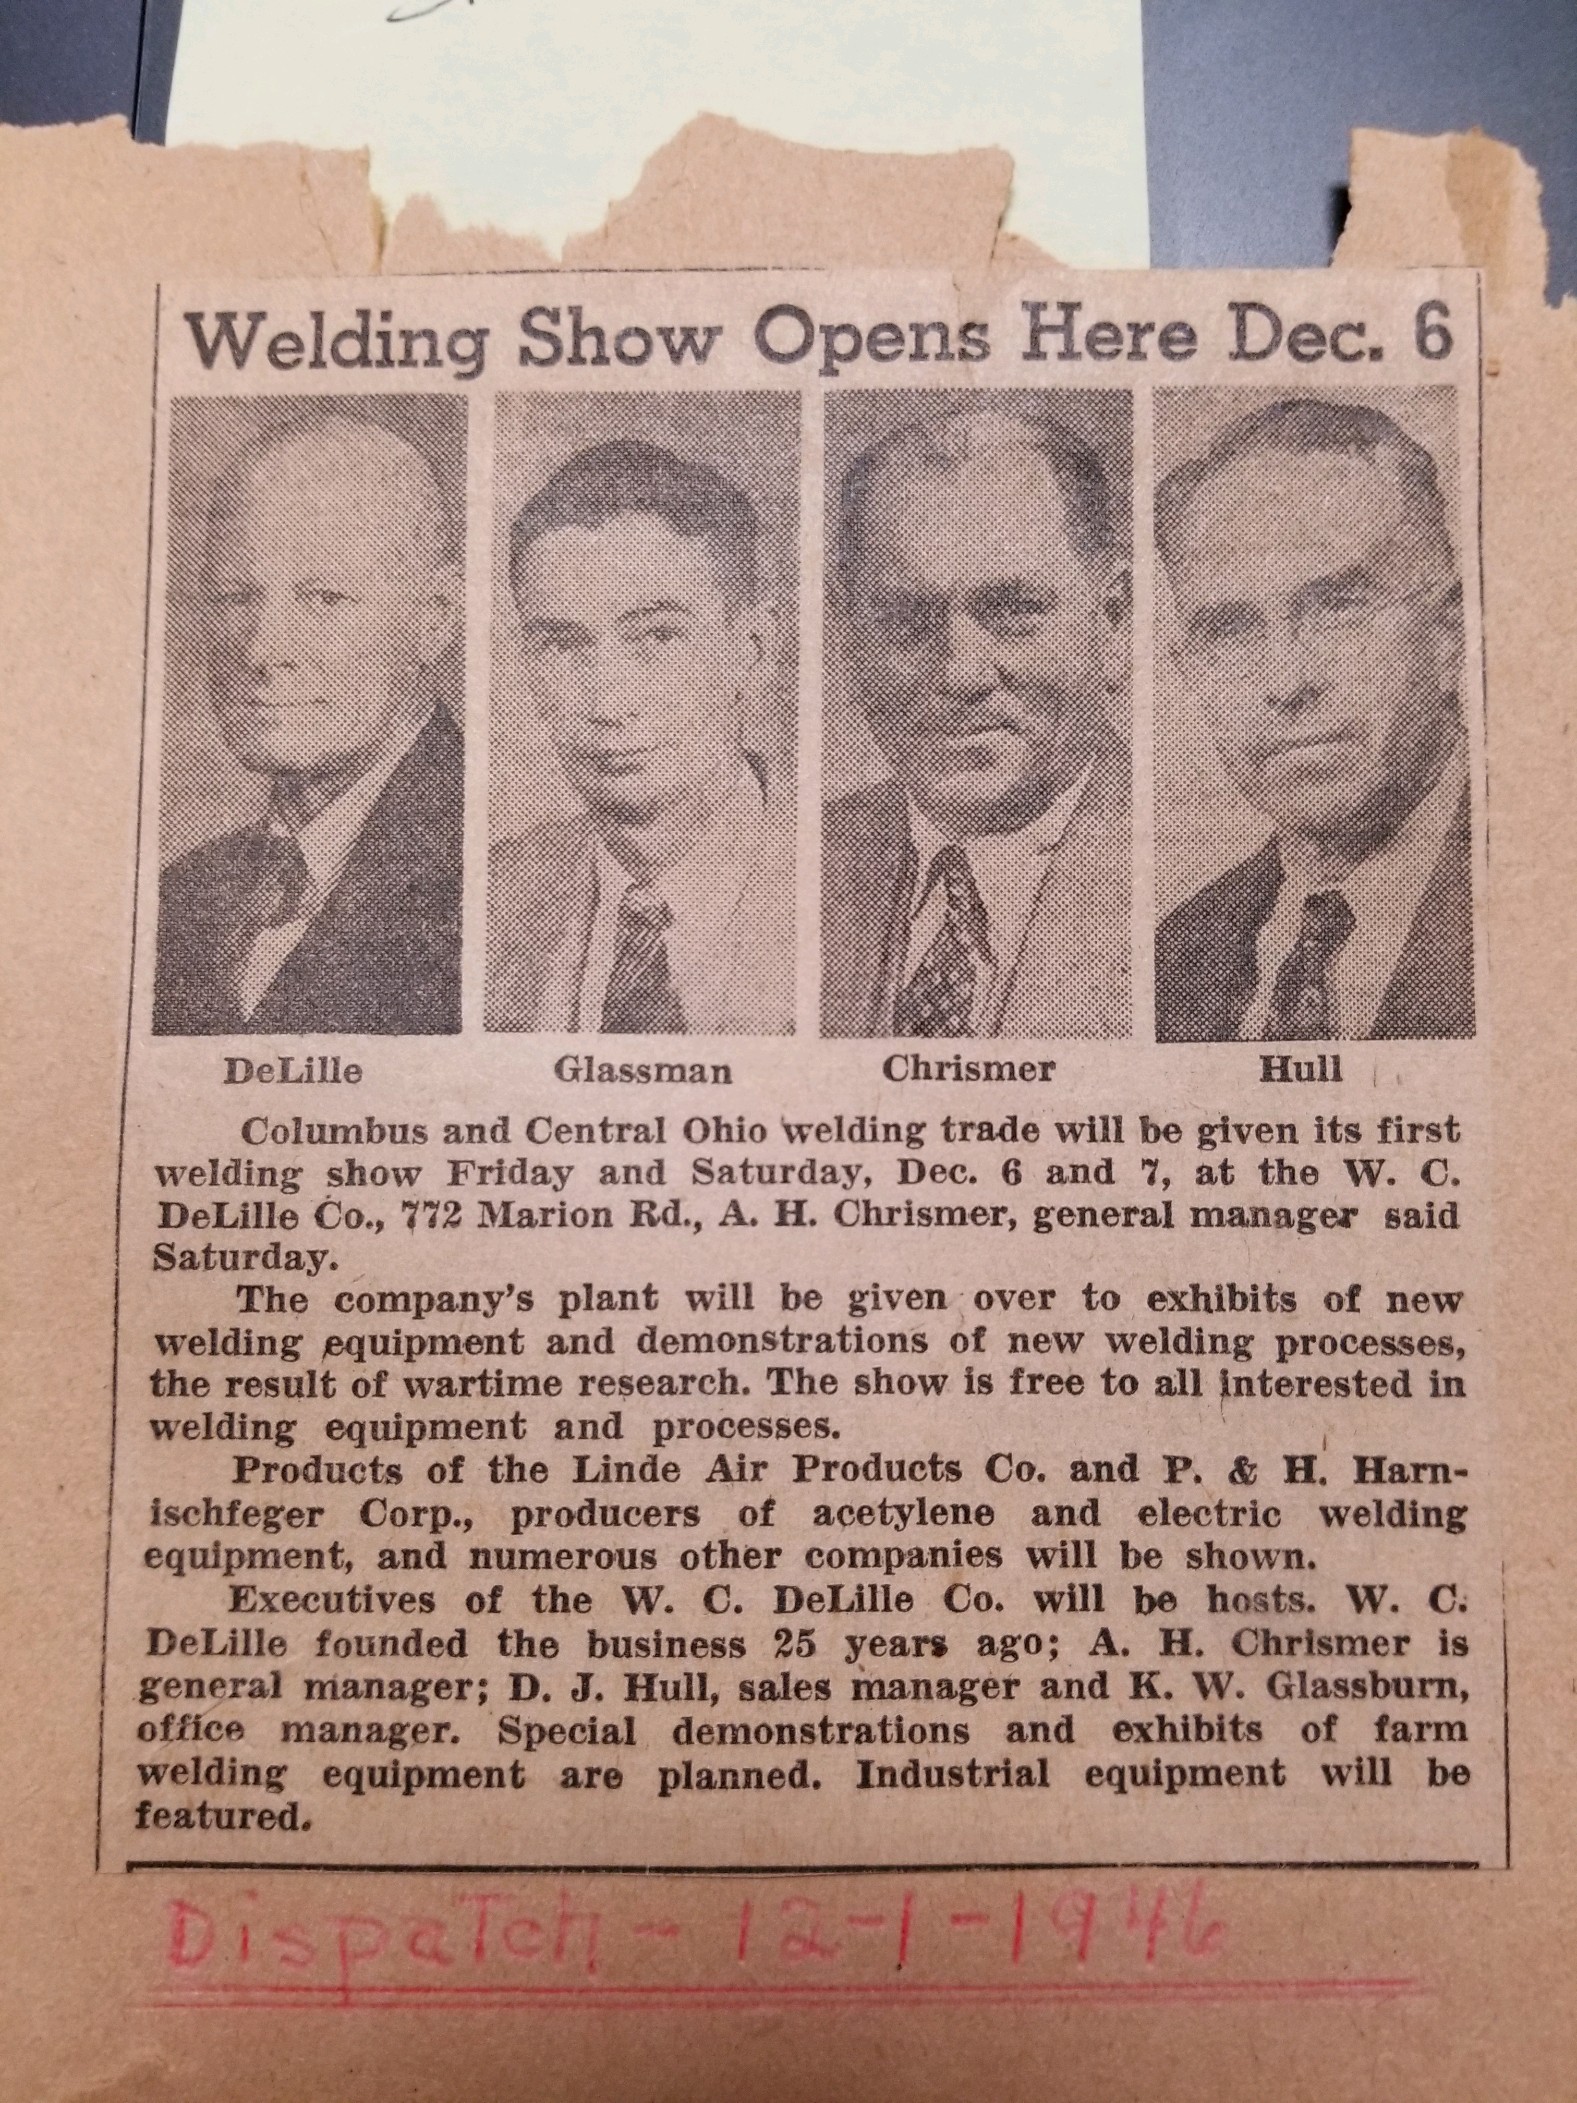 Welding Show Opens Here Dec. 6
DeLille Glassman Chrismer Hull
Columbus and Central Ohio welding trade will be given its first
welding show Friday and Saturday, Dec. 6 and 7, at the W. C.
DeLille Co., 772 Marion Rd., A. H. Chrismer, general manager said
Saturday.
The company's plant will be given over to exhibits of new
welding equipment and demonstrations of new welding processes,
the result of wartime research. The show is free to all interested in
welding equipment and processes.
Products of the Linde Air Products Co. and P. & H. Harn-
ischfeger Corp., producers of acetylene and electric welding
equipment, and numerous other companies will be shown.
Executives of the W. C. DeLille Co. will be hosts. W. C.
DeLille founded the business 25 years ago; A. H. Chrismer is
general manager; D. J. Hull, sales manager and K. W. Glassburn,
office manager. Special demonstrations and exhibits of farm
welding equipment are planned. Industrial equipment will be
featured.
Dispatch - 12-1-1946